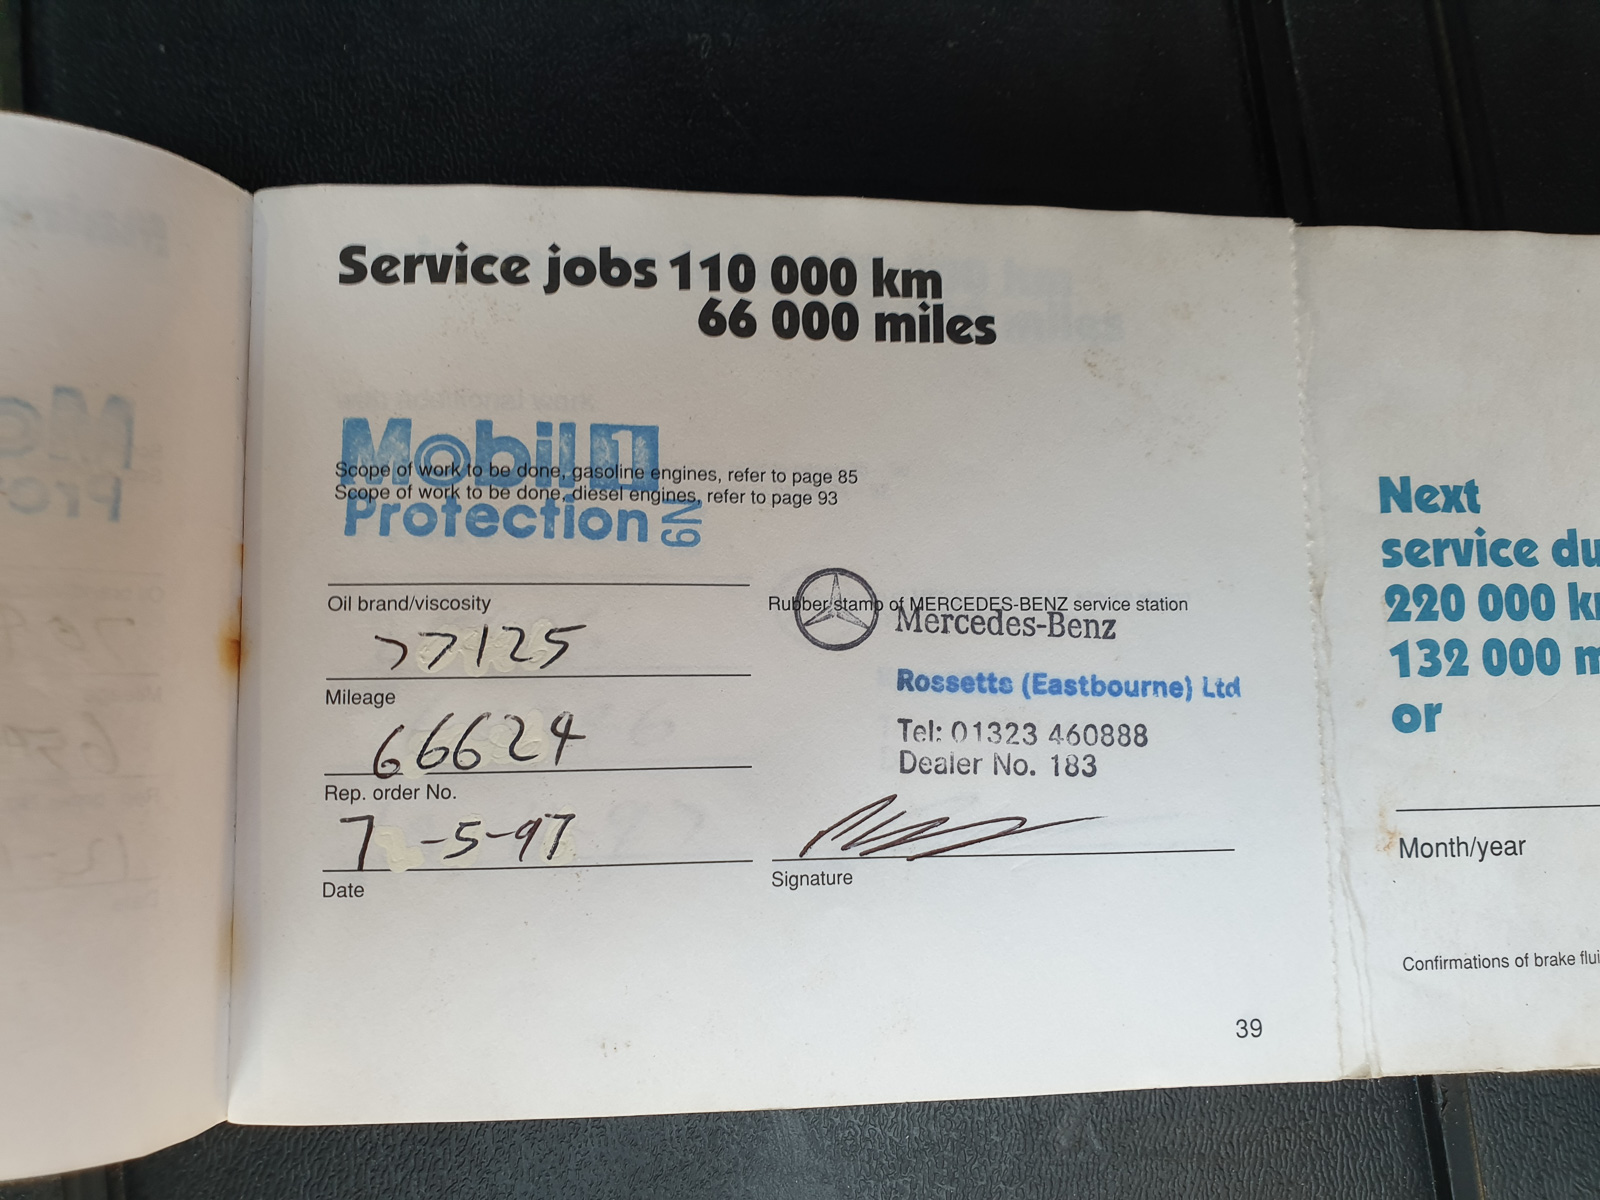 Service jobs 110 000 km
66 000 miles
Mobil 1
Scope of work to be done, gasoline engines, refer to page 85
Scope of work to be done, diesel engines, refer to page 93
Protection
Oil brand/viscosity
77125
Mileage
66624
Rep. order No.
7 -5-97
Date
Rubber stamp of MERCEDES-BENZ service station
Mercedes-Benz
Rossetts (Eastbourne) Ltd
Tel: 01323 460888
Dealer No. 183
Signature
39
Next
service du
220 000 k
132 000 m
or
Month/year
Confirmations of brake flui